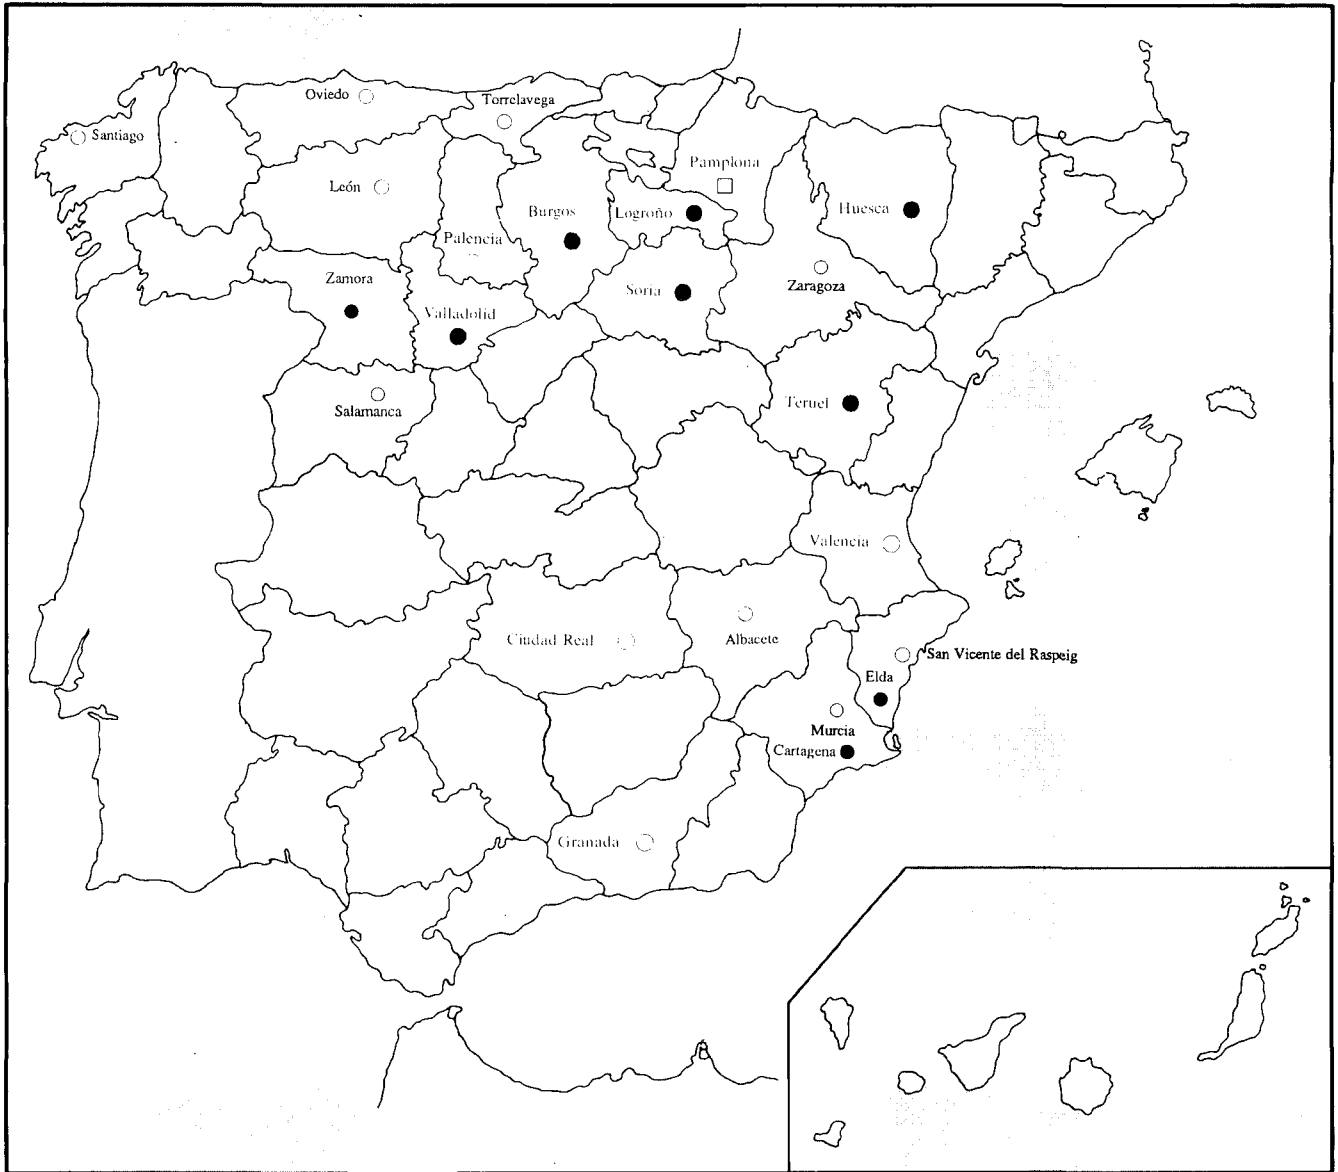 Oviedo
Torrelavega
Santiago
Pamplona
León
Burgos
Logroño
Huesca
Palencia
Zamora
Soria
Zaragoza
Valladolid
Salamanca
Teruel
Valencia
Ciudad Real
Albacete
San Vicente del Raspeig
Elda
Murcia
Cartagena
Granada